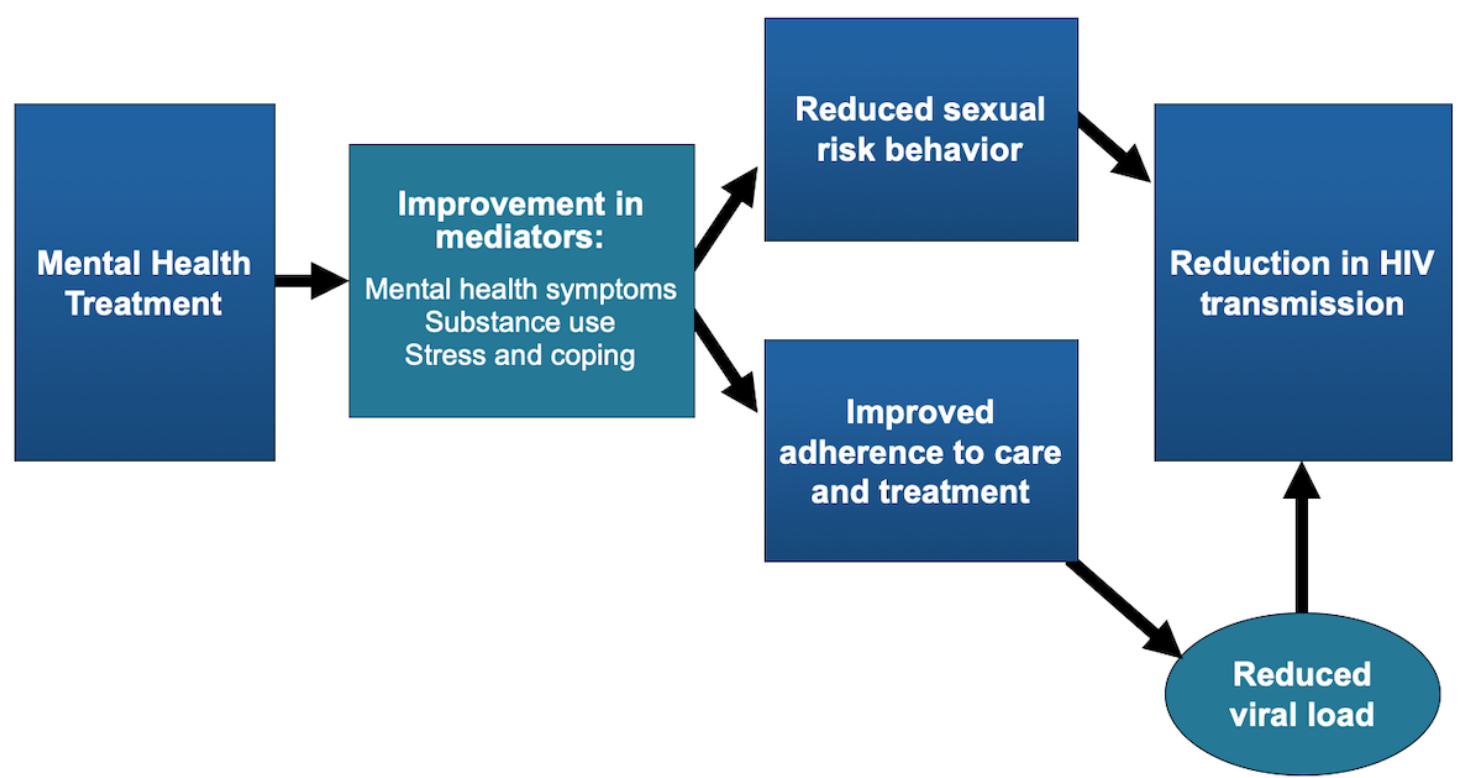 Mental Health
Treatment
Improvement in
mediators:
Mental health symptoms
Substance use
Stress and coping
Reduced sexual
risk behavior
Improved
adherence to care
and treatment
Reduction in HIV
transmission
Reduced
viral load